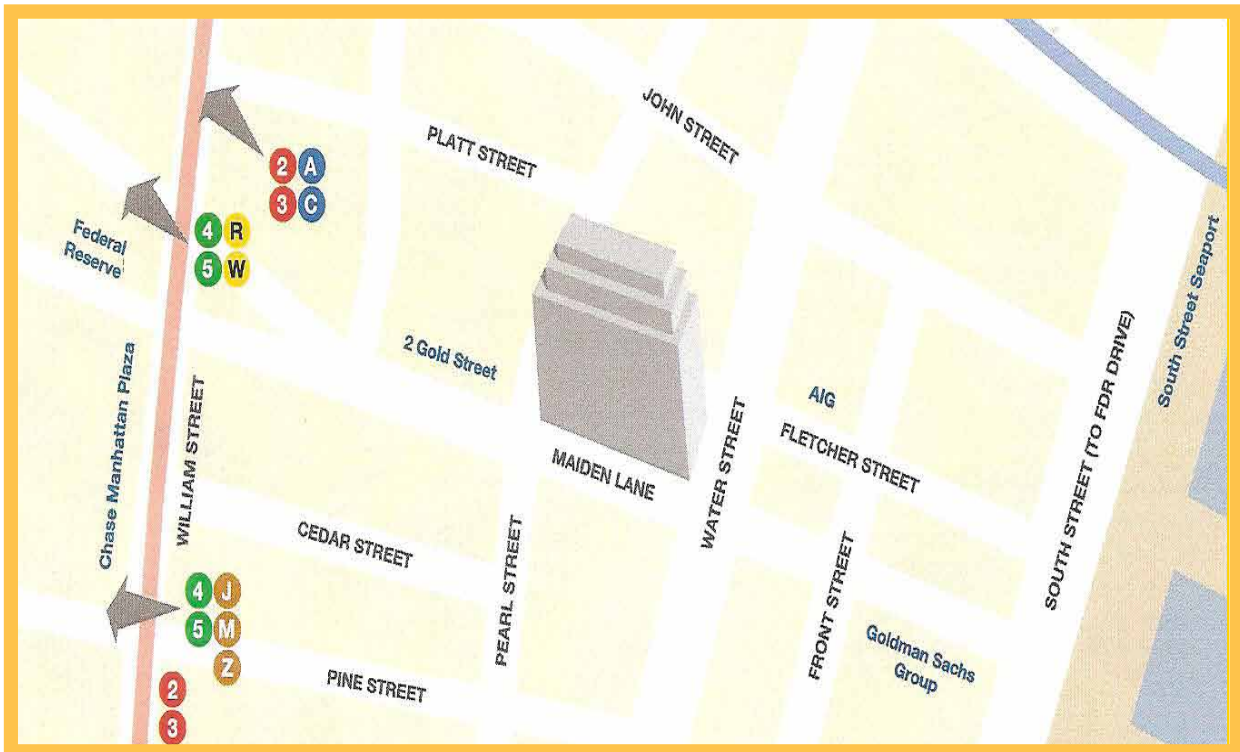 JOHN STREET
PLATT STREET
2 A
3 C
4 R
5 W
Federal
Reserve
South Street Seaport
2 Gold Street
Chase Manhattan Plaza
WILLIAM STREET
AIG
FLETCHER STREET
SOUTH STREET (TO FDR DRIVE)
MAIDEN LANE
WATER STREET
CEDAR STREET
PEARL STREET
FRONT STREET
4 J
5 M
Z
Goldman Sachs
Group
PINE STREET
2
3